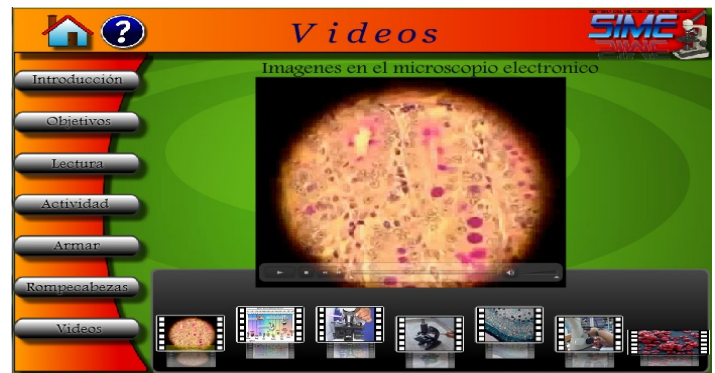 Videos
SIME
Imagenes en el microscopio electronico
Introducción
Objetivos
Lectura
Actividad
Armar
Rompecabezas
Videos